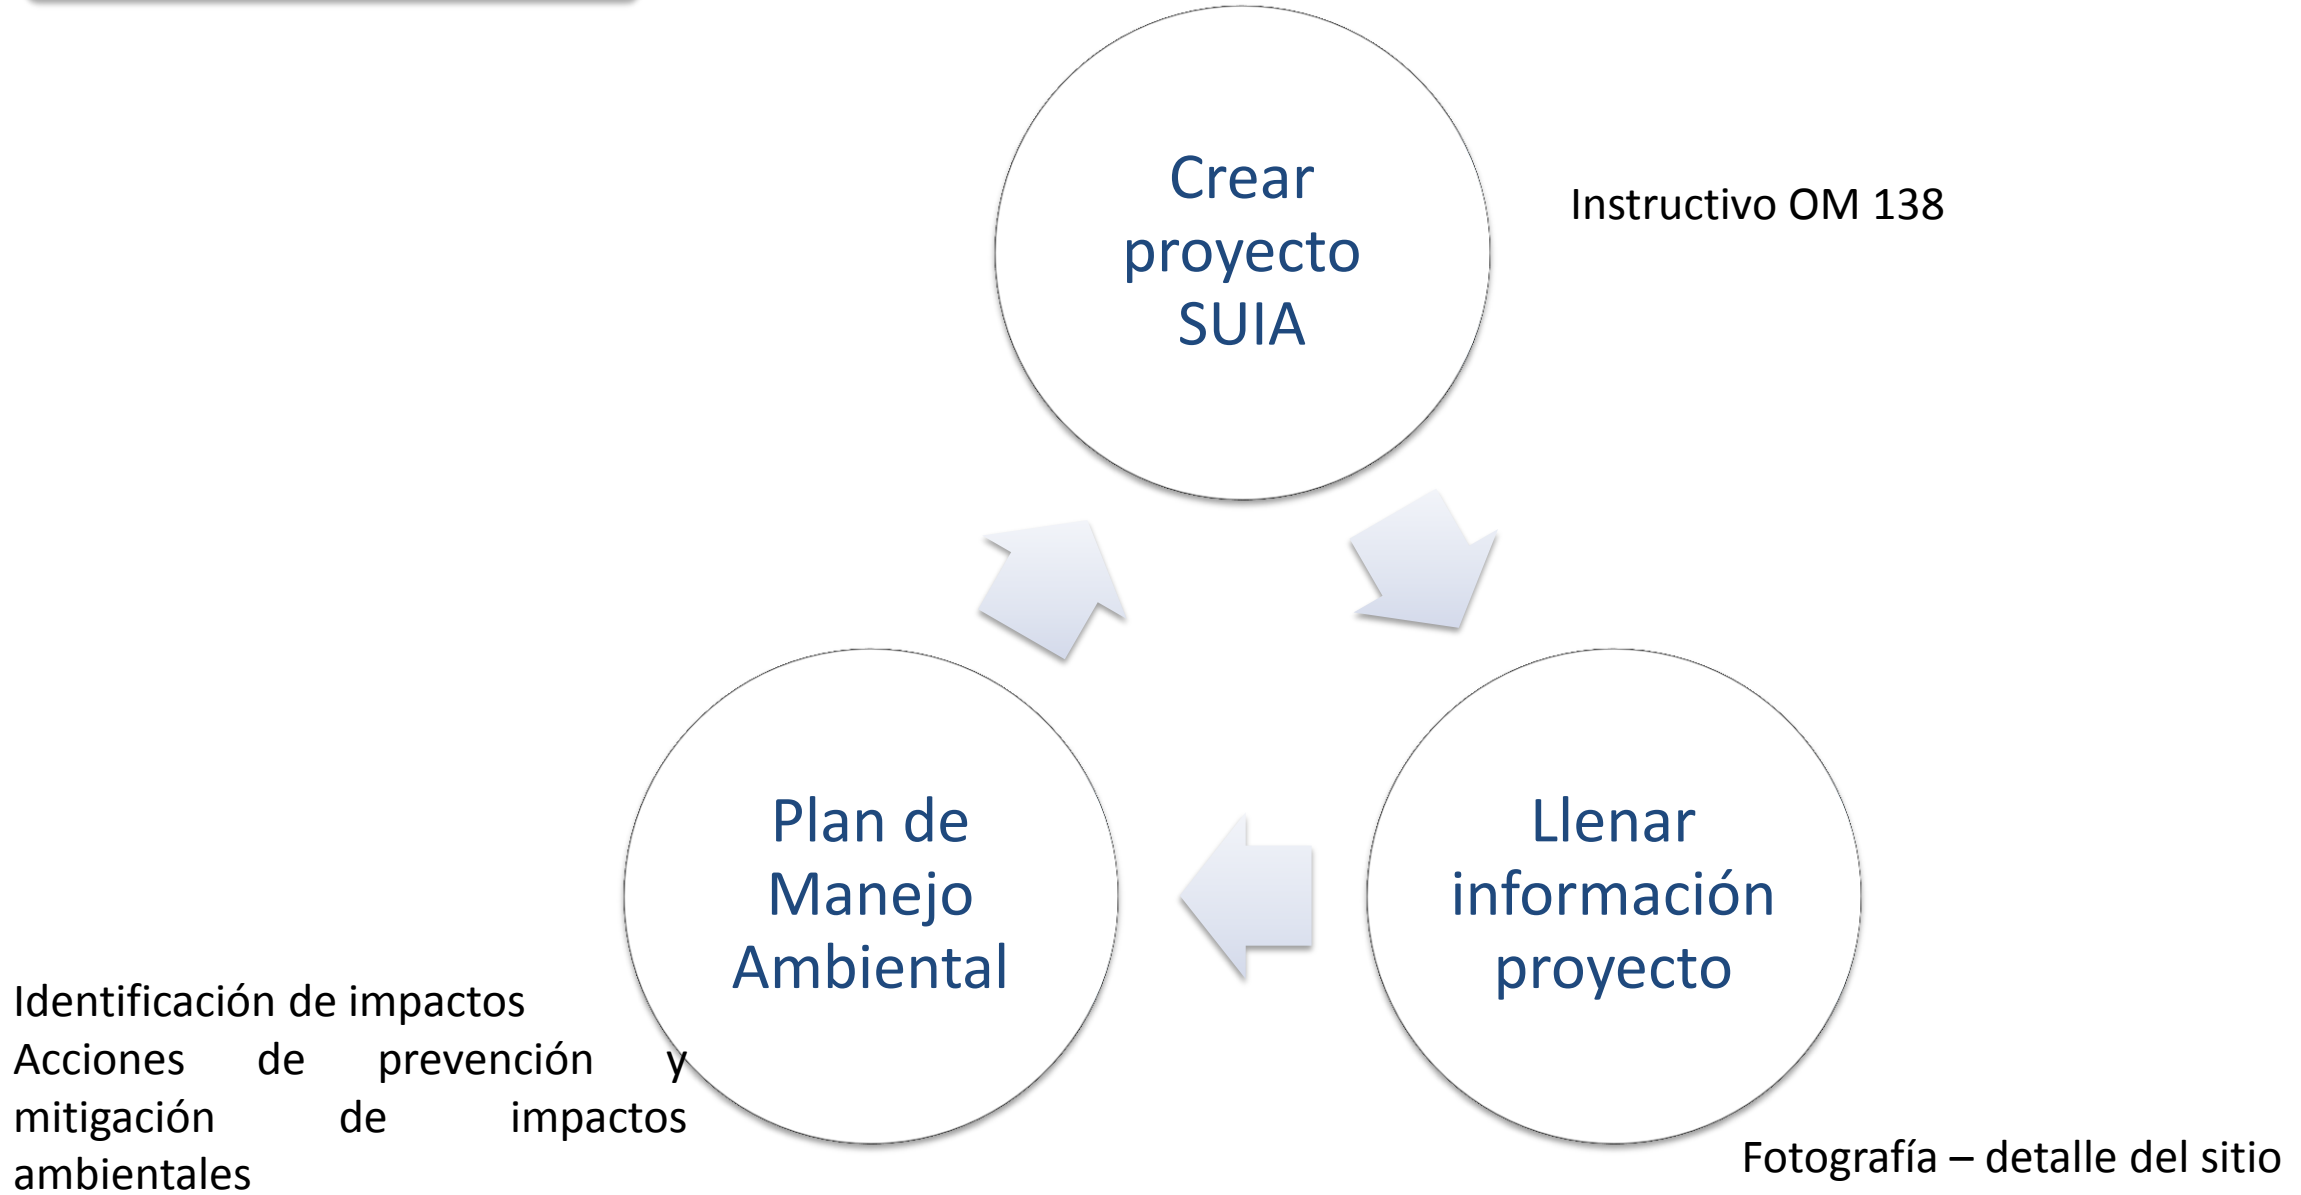 Crear
proyecto
SUIA
Instructivo OM 138
Plan de
Manejo
Ambiental
Llenar
información
proyecto
Identificación de impactos
Acciones de prevención y
mitigación de impactos
ambientales
Fotografía – detalle del sitio